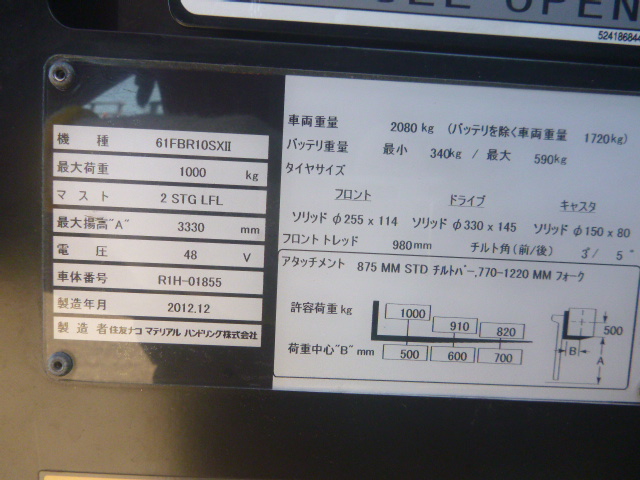 OPEN
524186844
機 種 61FBR10SXII
最大荷重 1000 kg
マスト 2 STG LFL
最大揚高"A" 3330 mm
電 圧 48 V
車体番号 R1H-01855
製造年月 2012.12
製造者 住友ナコ マテリアル ハンドリング株式会社
車両重量 2080 kg (バッテリを除く車両重量 1720kg)
バッテリ重量 最小 340kg / 最大 590kg
タイヤサイズ
フロント ドライブ キャスタ
ソリッド φ255 x 114 ソリッド φ330 x 145 ソリッド φ150 x 80
フロント トレッド 980mm チルト角(前/後) 3°/ 5°
アタッチメント 875 MM STD チルトバー,770-1220 MM フォーク
許容荷重 kg 1000 910 820
荷重中心"B" mm 500 600 700
500
B A